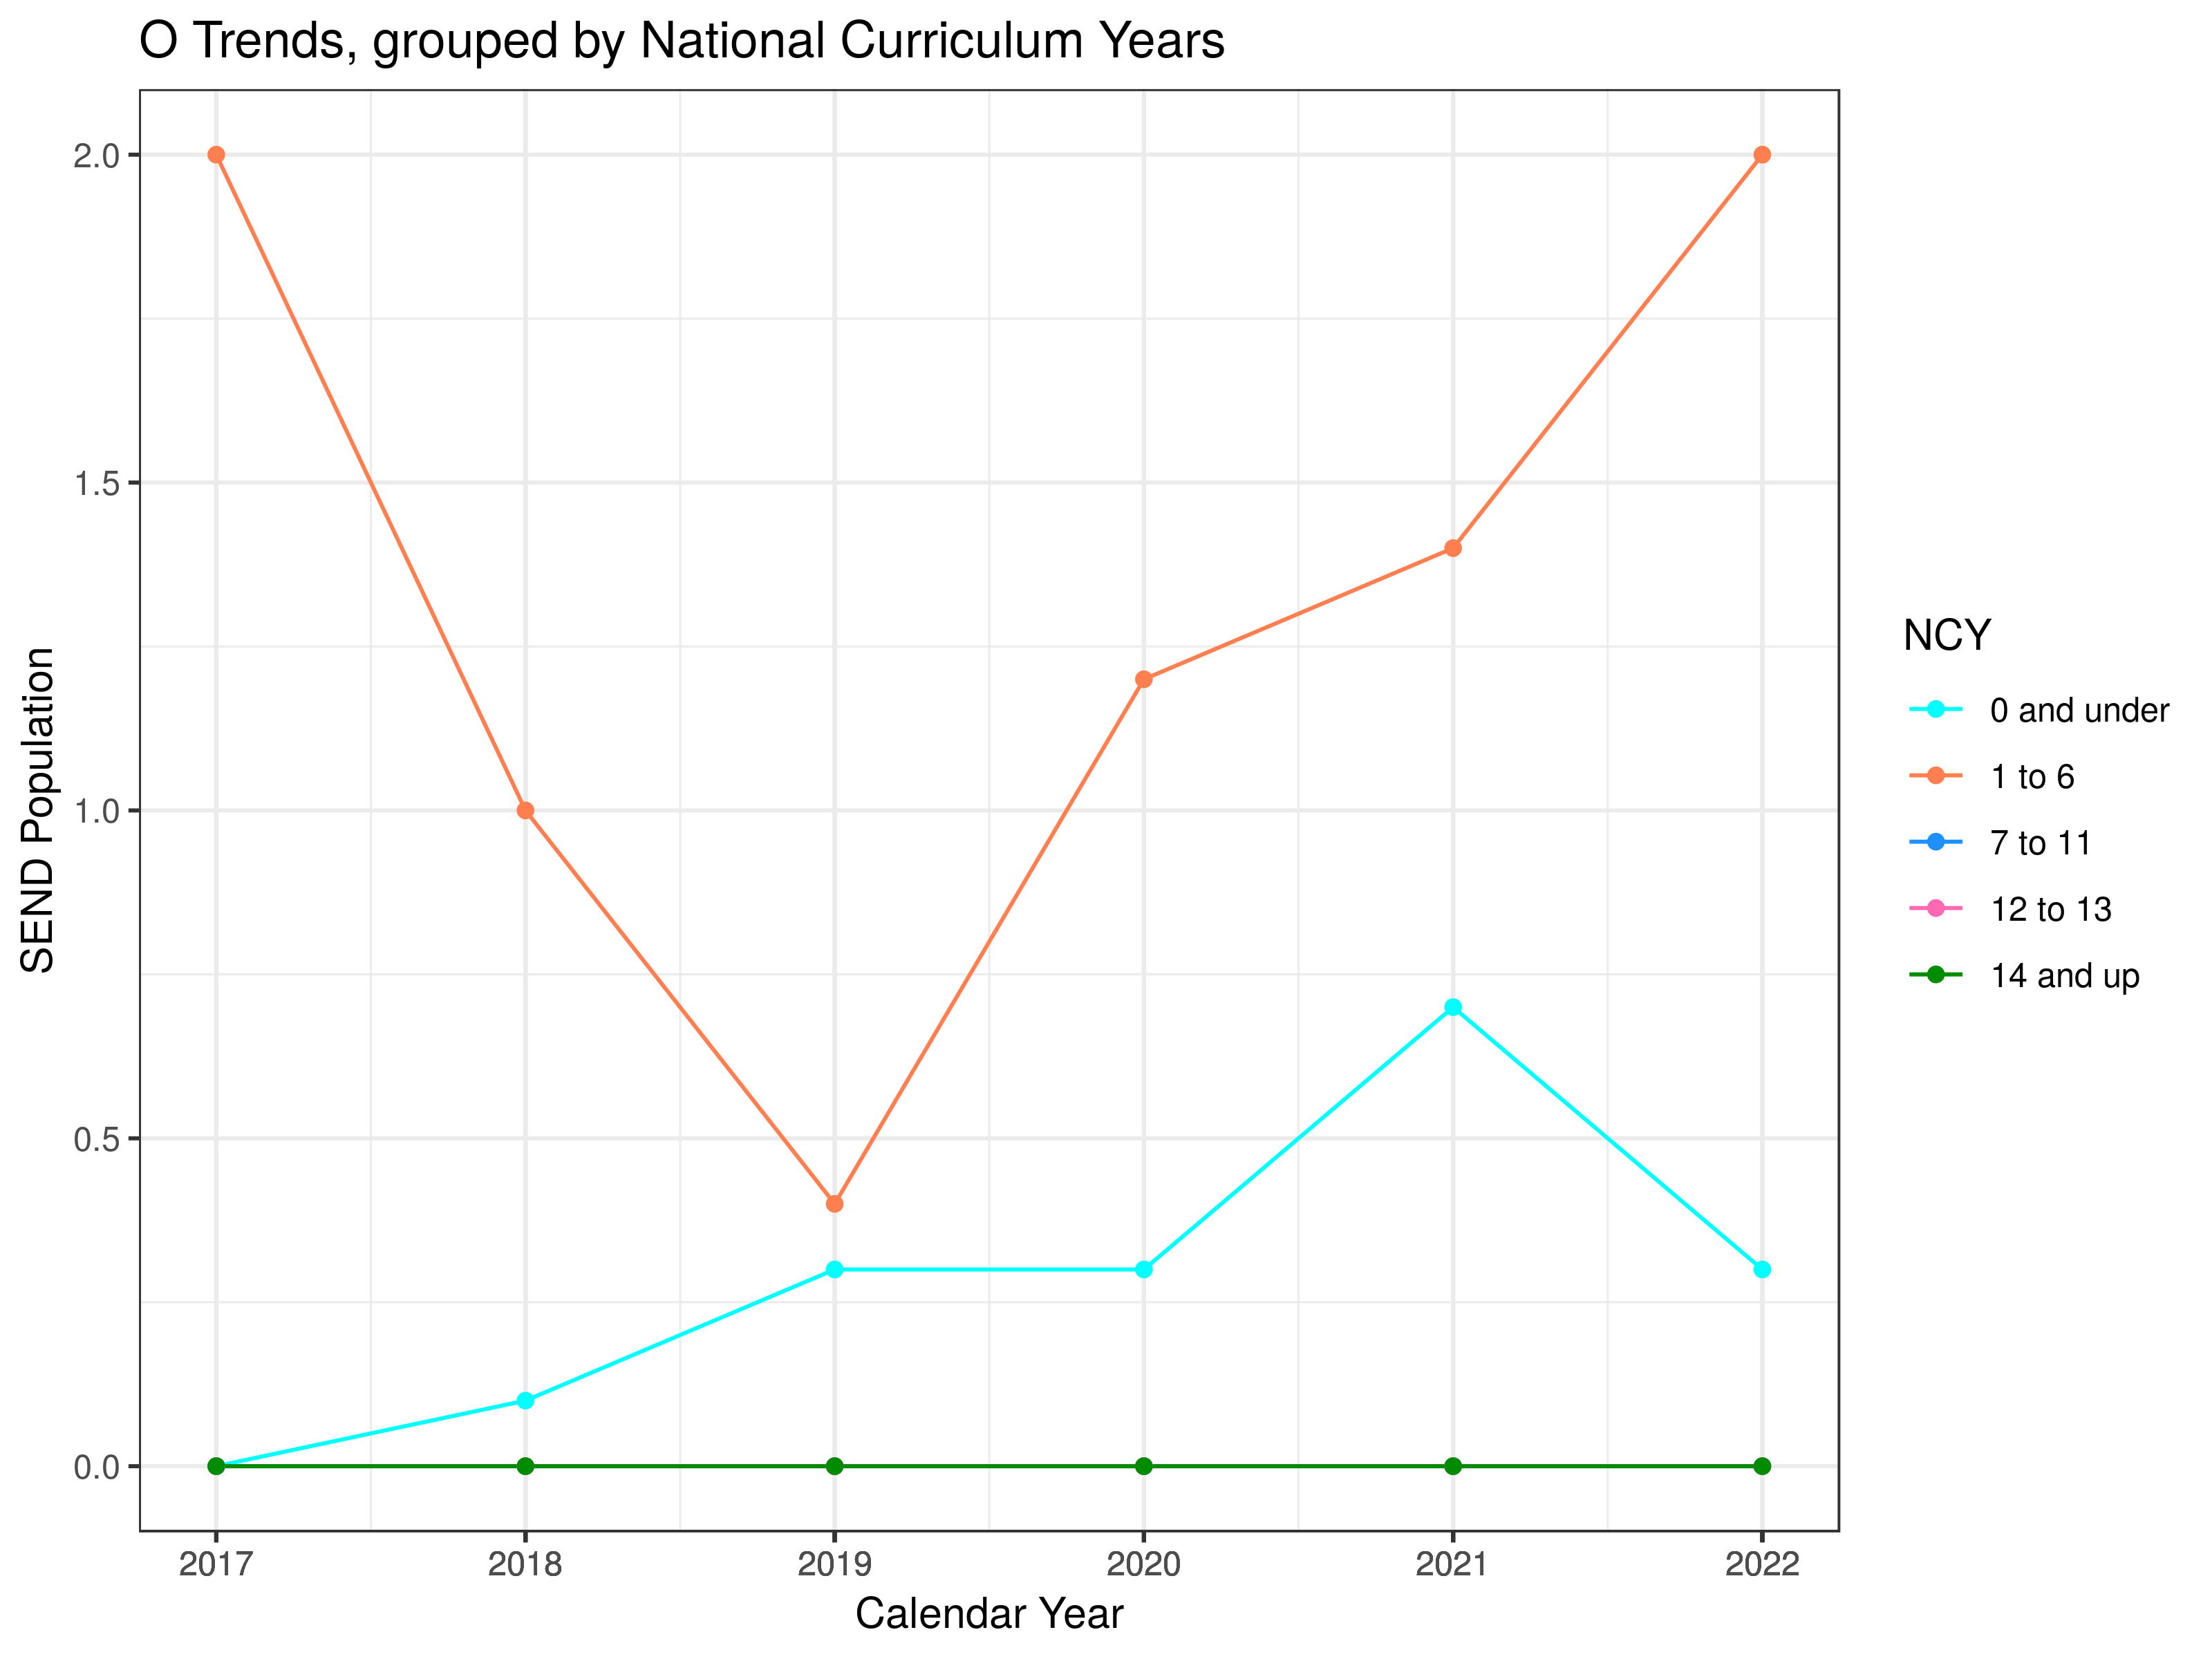 O Trends, grouped by National Curriculum Years
2.0
1.5
1.0
0.5
0.0
SEND Population
2017 2018 2019 2020 2021 2022
Calendar Year
NCY
0 and under
1 to 6
7 to 11
12 to 13
14 and up